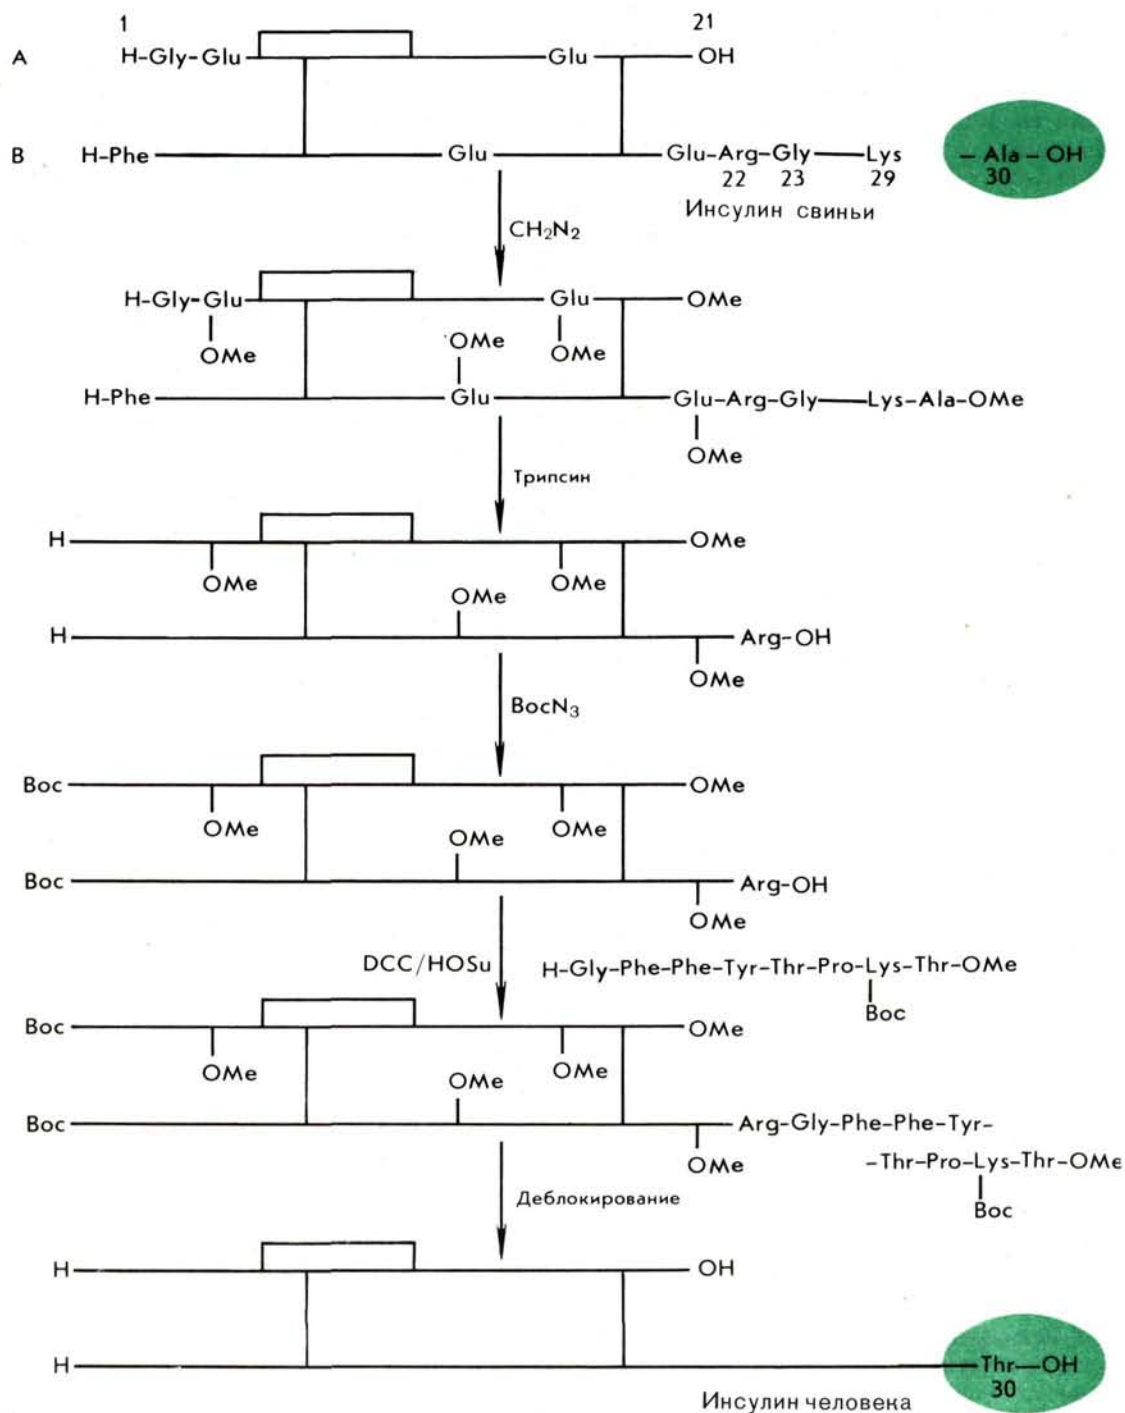 1 21
A H-Gly-Glu Glu OH
B H-Phe Glu Glu-Arg-Gly—Lys - Ala - OH
22 23 29 30
Инсулин свиньи
CH₂N₂
H-Gly-Glu Glu OMe
OMe OMe OMe
H-Phe Glu Glu-Arg-Gly—Lys-Ala-OMe
OMe
Трипсин
H OMe
OMe OMe OMe
H Arg-OH
OMe
BocN₃
Boc OMe
OMe OMe OMe
Boc Arg-OH
OMe
DCC/HOSu H-Gly-Phe-Phe-Tyr-Thr-Pro-Lys-Thr-OMe
Boc
Boc OMe
OMe OMe OMe
Boc Arg-Gly-Phe-Phe-Tyr-
OMe -Thr-Pro-Lys-Thr-OMe
Boc
Деблокирование
H OH
H Thr—OH
30
Инсулин человека